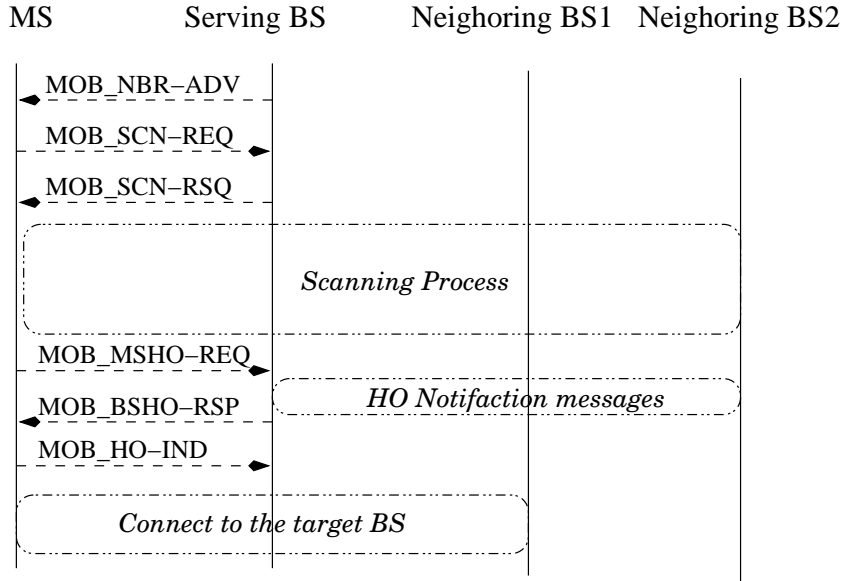 MS Serving BS Neighoring BS1 Neighoring BS2
MOB_NBR−ADV
MOB_SCN−REQ
MOB_SCN−RSQ
Scanning Process
MOB_MSHO−REQ
HO Notifaction messages
MOB_BSHO−RSP
MOB_HO−IND
Connect to the target BS